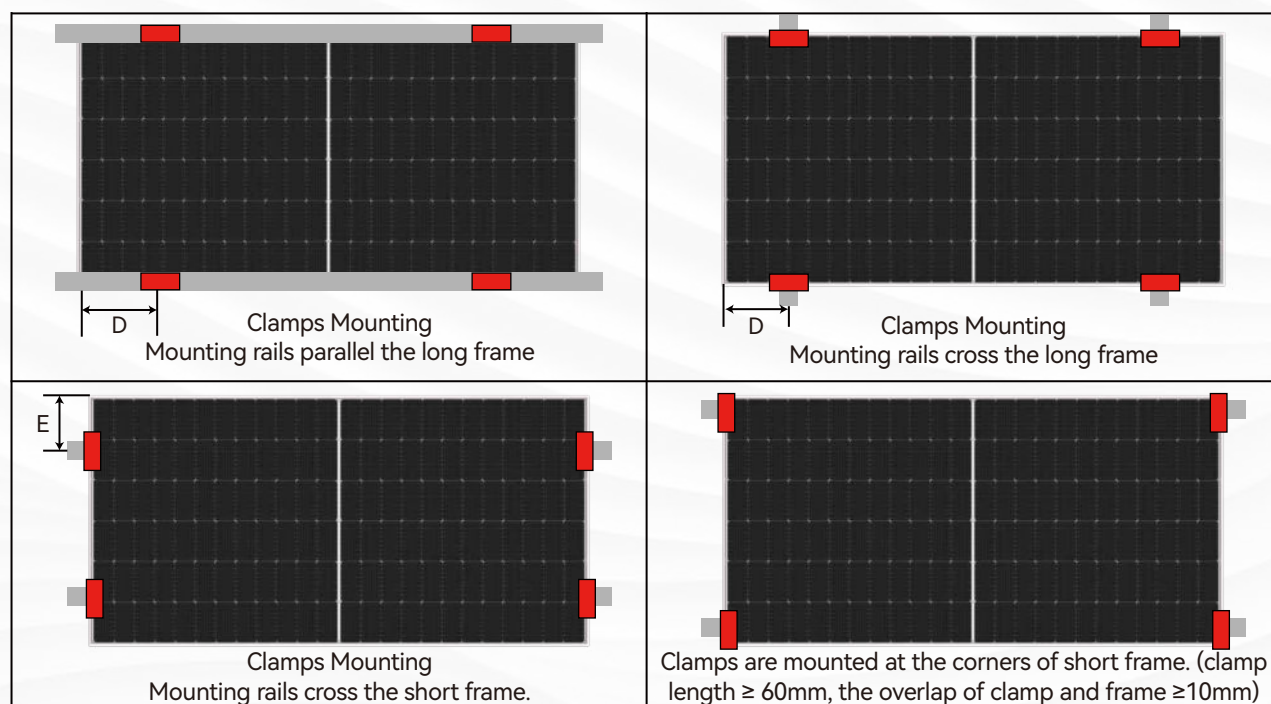 D
Clamps Mounting
Mounting rails parallel the long frame
D
Clamps Mounting
Mounting rails cross the long frame
E
Clamps Mounting
Mounting rails cross the short frame.
Clamps are mounted at the corners of short frame. (clamp
length ≥ 60mm, the overlap of clamp and frame ≥10mm)